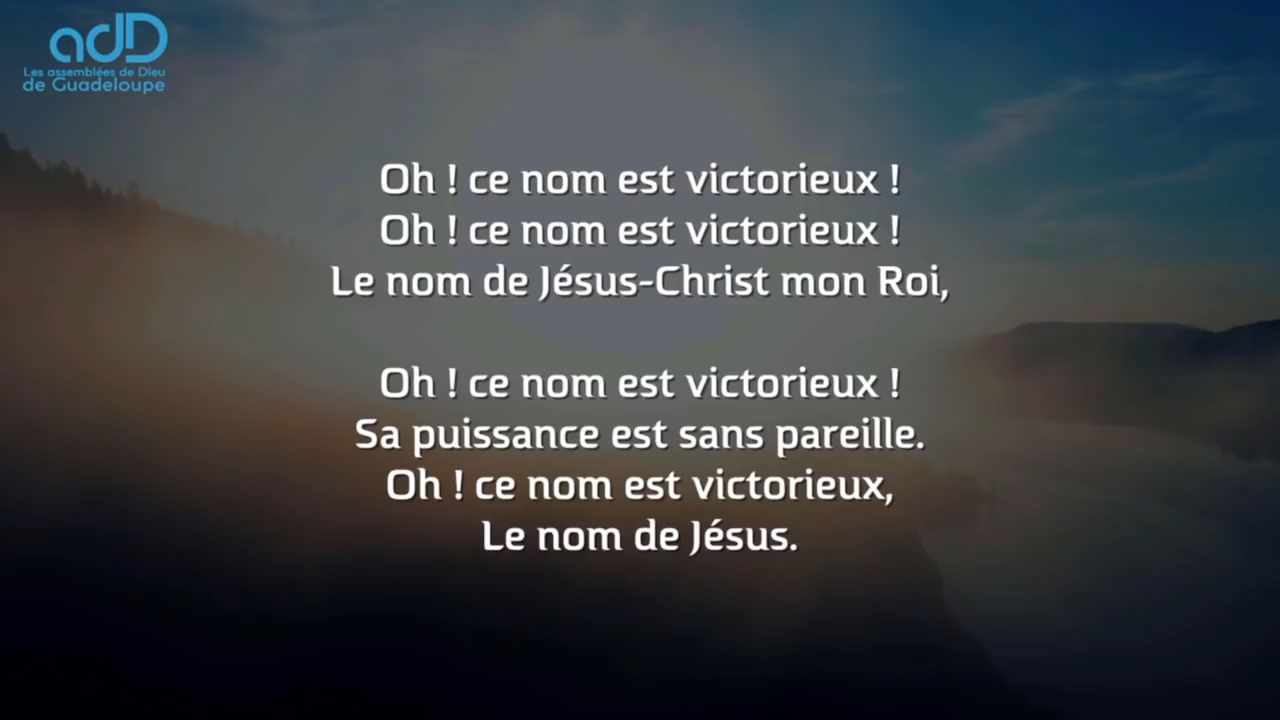 adD
Les assemblées de Dieu
de Guadeloupe
Oh ! ce nom est victorieux !
Oh ! ce nom est victorieux !
Le nom de Jésus-Christ mon Roi,
Oh ! ce nom est victorieux !
Sa puissance est sans pareille.
Oh ! ce nom est victorieux,
Le nom de Jésus.